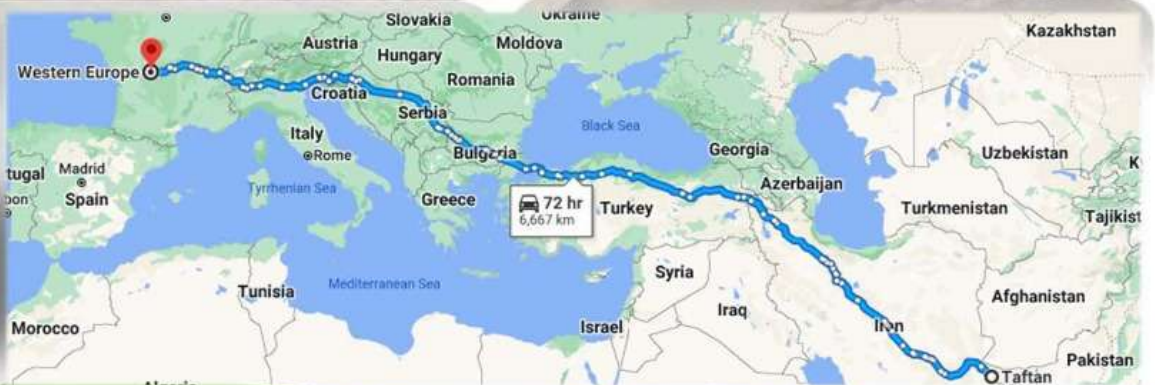 Slovakia
Ukraine
Kazakhstan
Austria
Moldova
Hungary
Western Europe
Romania
Croatia
Serbia
Black Sea
Italy
Georgia
Uzbekistan
Rome
Bulgaria
K
tugal
Madrid
Azerbaijan
Tyrrhenian Sea
bon
Spain
Greece
72 hr
Turkey
Turkmenistan
6,667 km
Tajikist
Syria
Mediterranean Sea
Tunisia
Afghanistan
Iraq
Morocco
Israel
Iran
Pakistan
Taftan